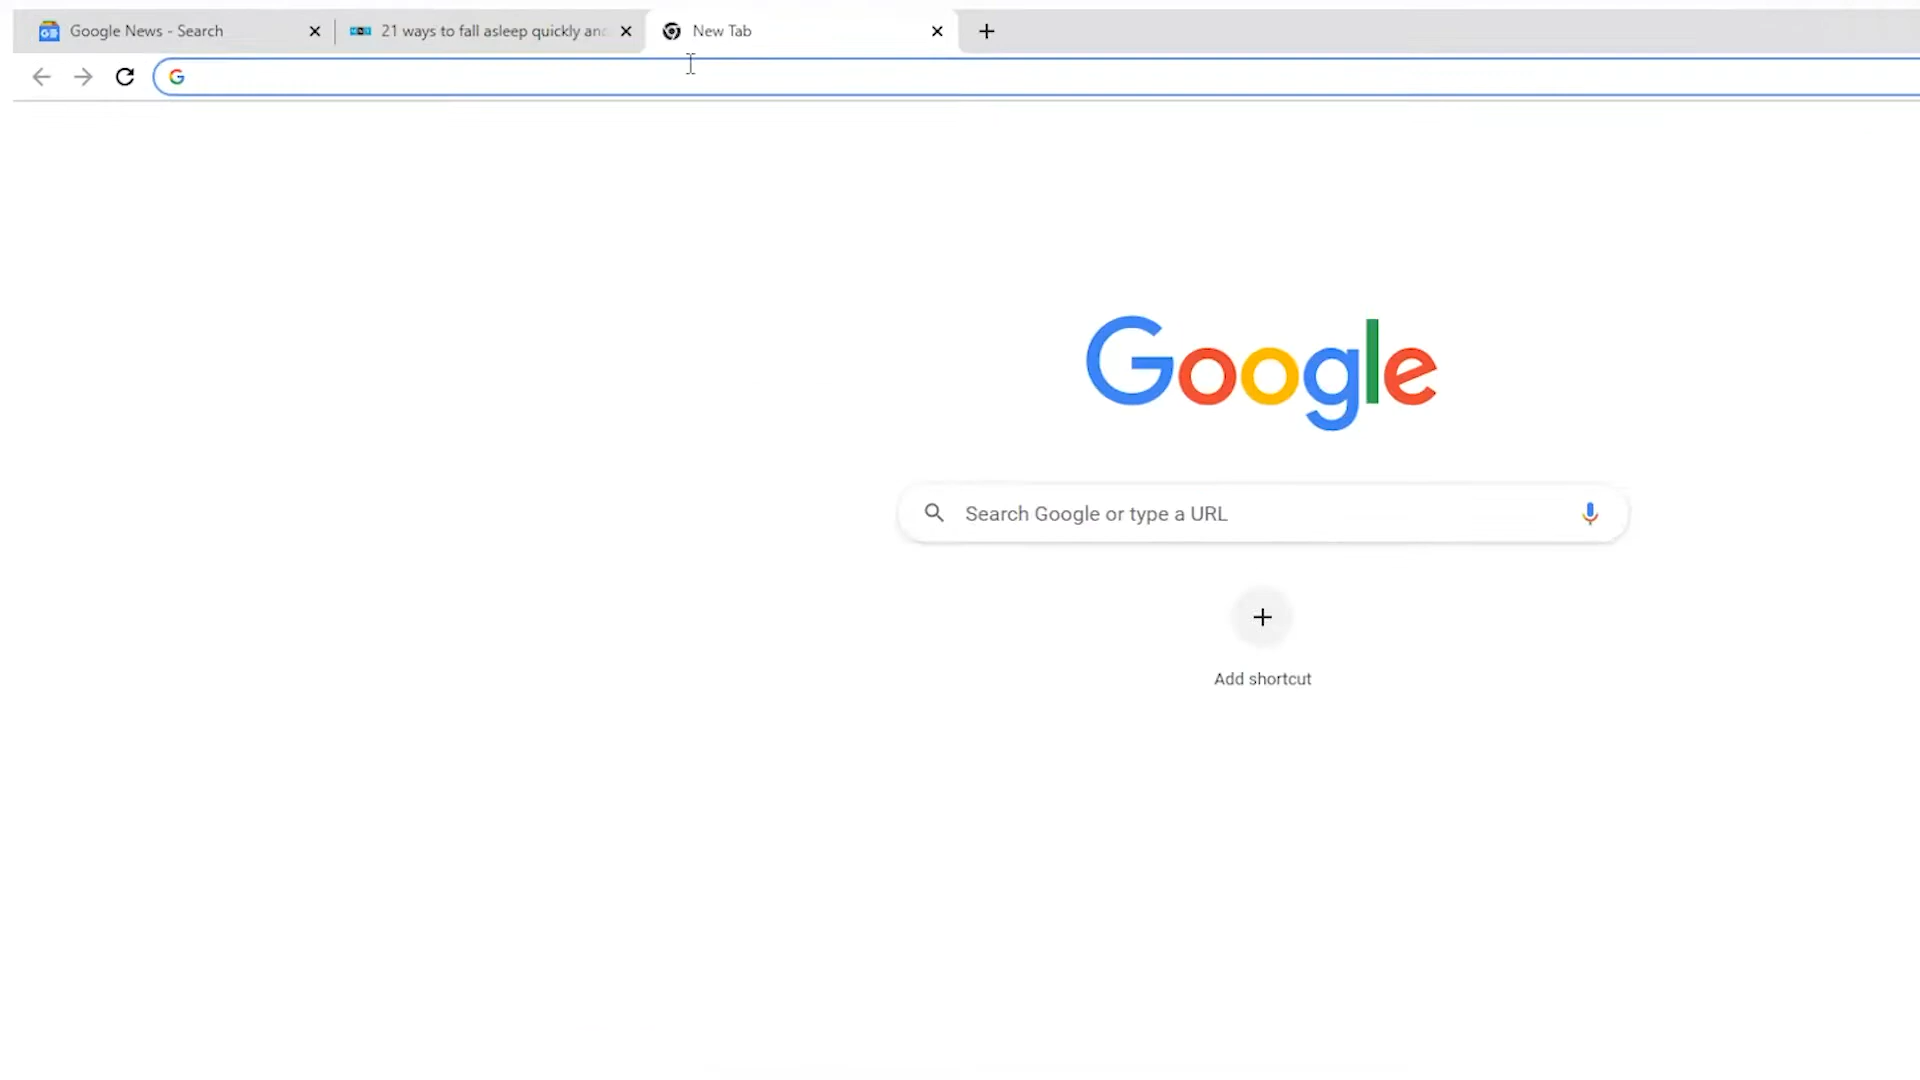 Google News - Search
21 ways to fall asleep quickly and
New Tab
Google
Search Google or type a URL
Add shortcut